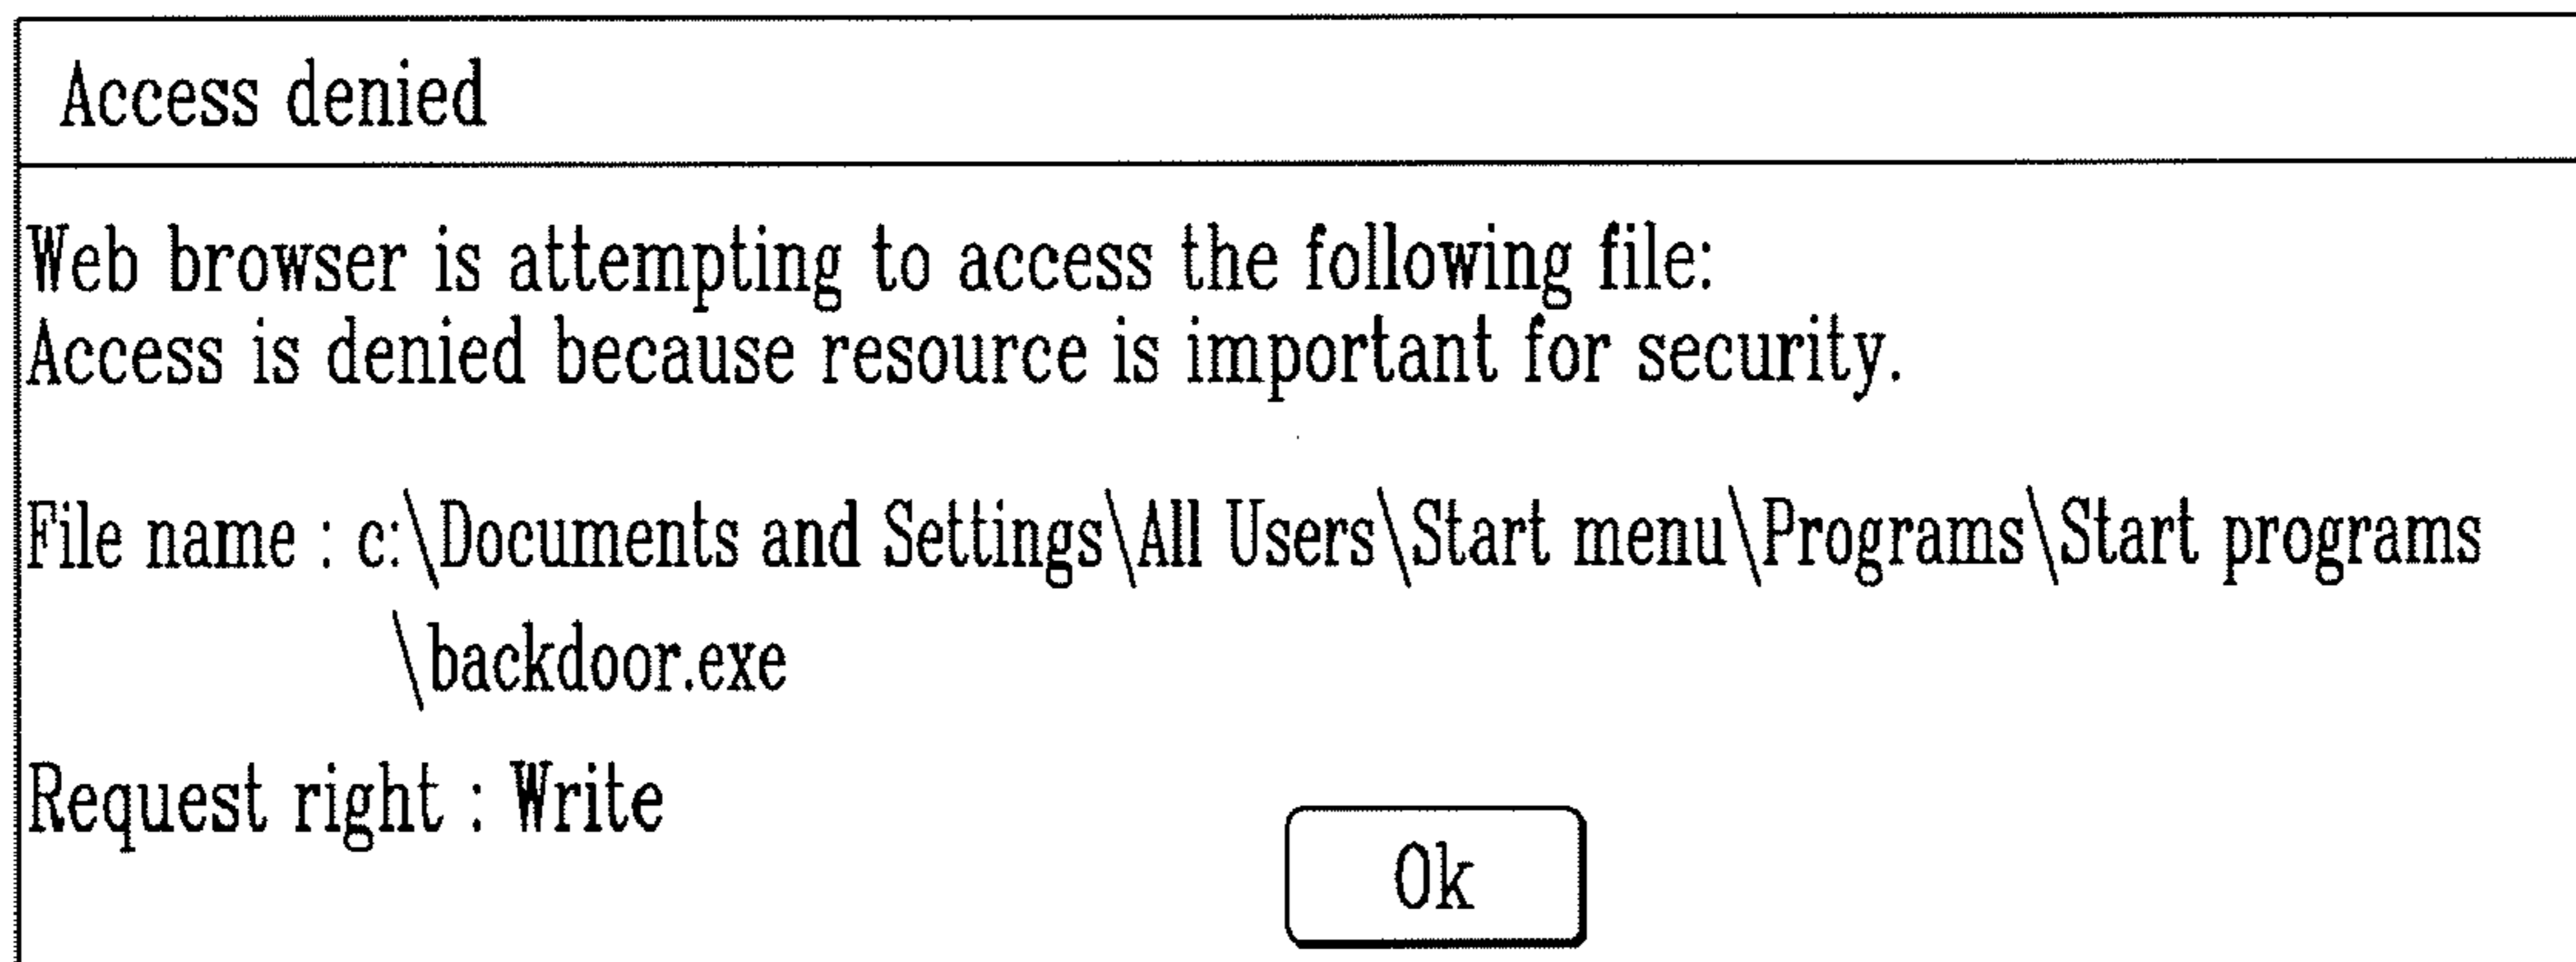 Access denied
Web browser is attempting to access the following file:
Access is denied because resource is important for security.
File name : c:\Documents and Settings\All Users\Start menu\Programs\Start programs
\backdoor.exe
Request right : Write
Ok